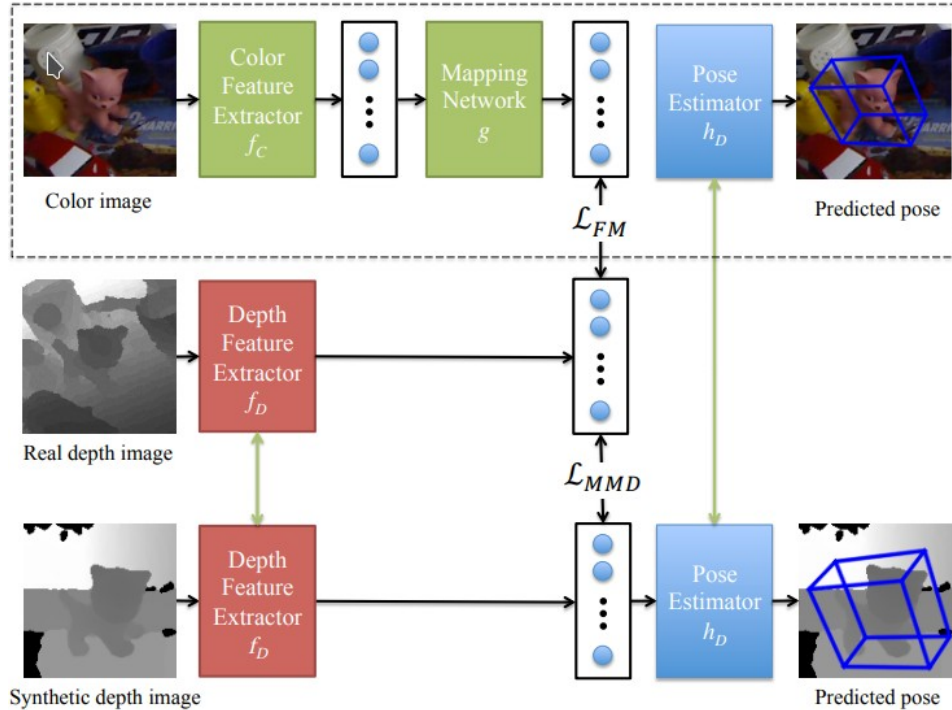 Color
Feature
Extractor
f_C
Mapping
Network
g
Pose
Estimator
h_D
Color image
Predicted pose
ℒ_FM
Depth
Feature
Extractor
f_D
Real depth image
ℒ_MMD
Depth
Feature
Extractor
f_D
Pose
Estimator
h_D
Synthetic depth image
Predicted pose